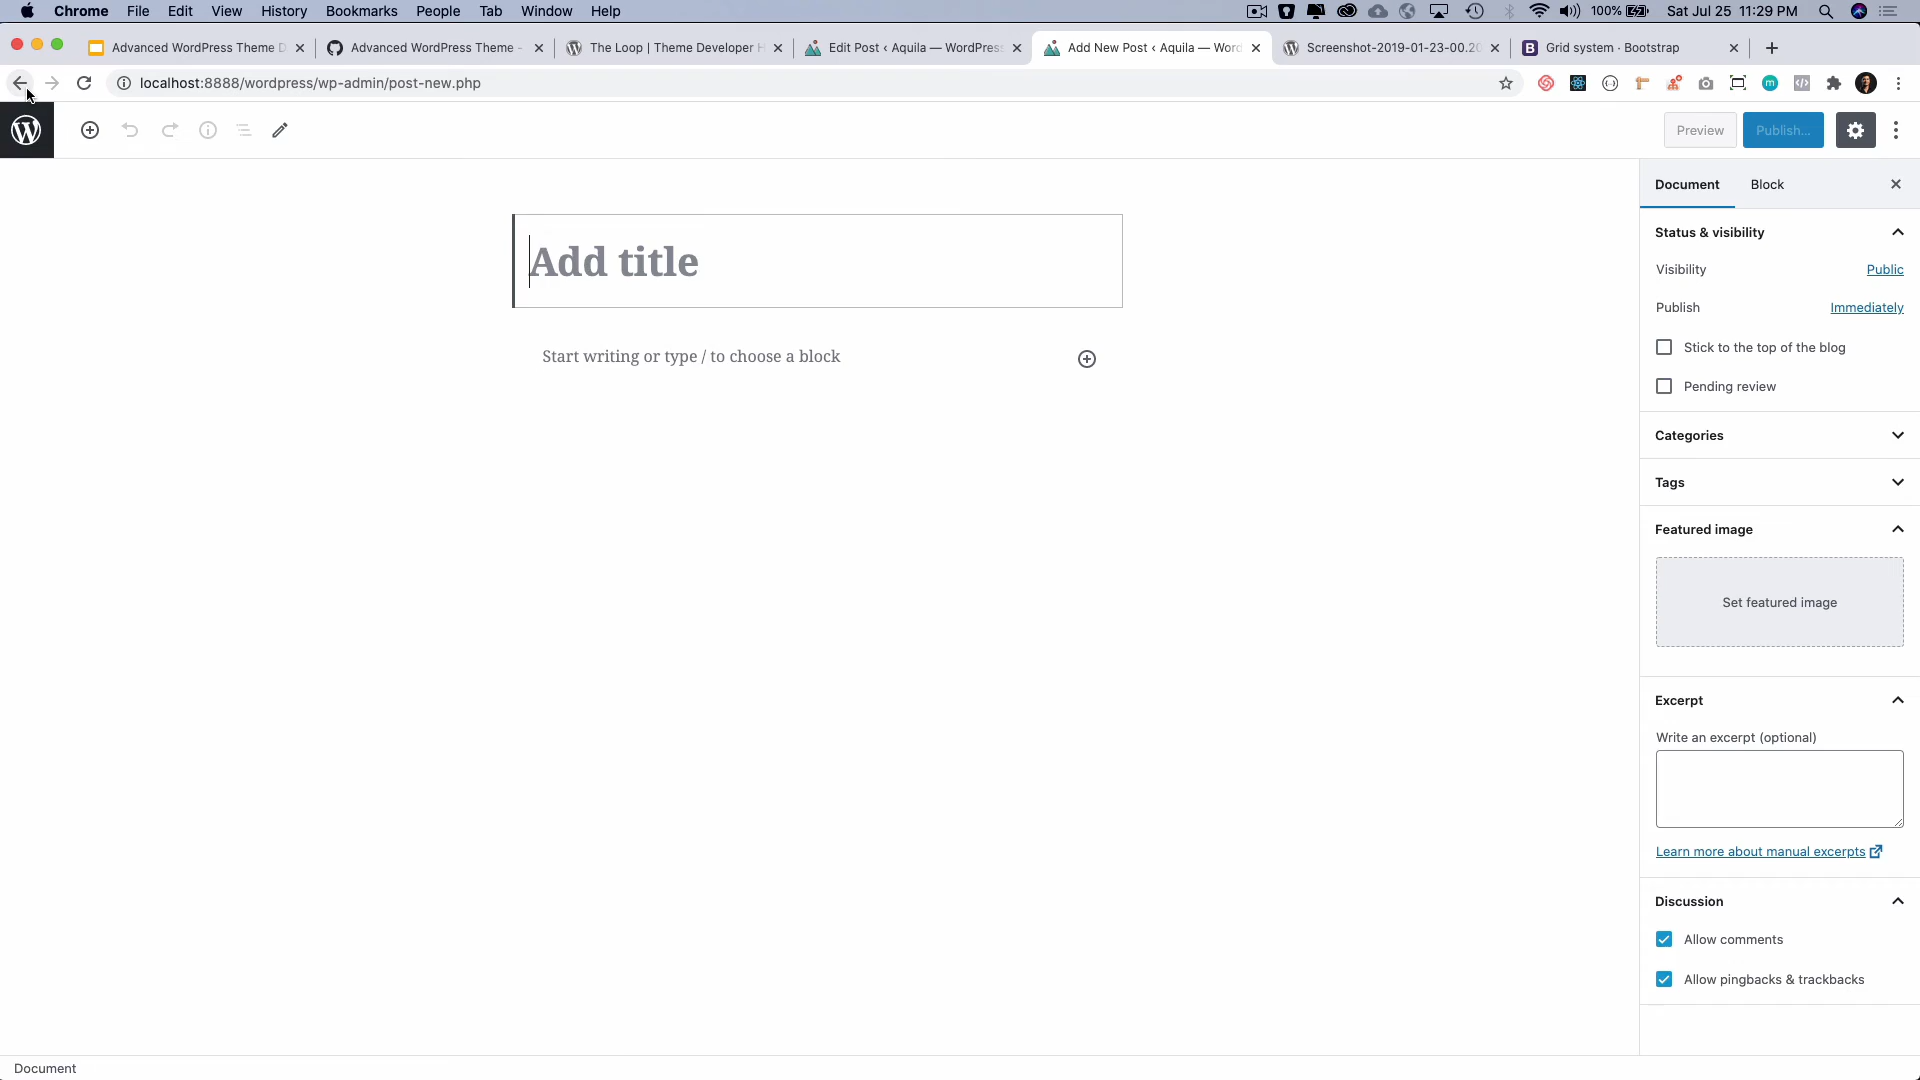 Chrome File Edit View History Bookmarks People Tab Window Help
100% Sat Jul 25 11:29 PM
Advanced WordPress Theme D
Advanced WordPress Theme -
The Loop | Theme Developer H
Edit Post ‹ Aquila — WordPress
Add New Post ‹ Aquila — Word
Screenshot-2019-01-23-00.20
Grid system · Bootstrap
localhost:8888/wordpress/wp-admin/post-new.php
Preview
Publish...
Document
Block
Add title
Start writing or type / to choose a block
Status & visibility
Visibility Public
Publish Immediately
Stick to the top of the blog
Pending review
Categories
Tags
Featured image
Set featured image
Excerpt
Write an excerpt (optional)
Learn more about manual excerpts
Discussion
Allow comments
Allow pingbacks & trackbacks
Document